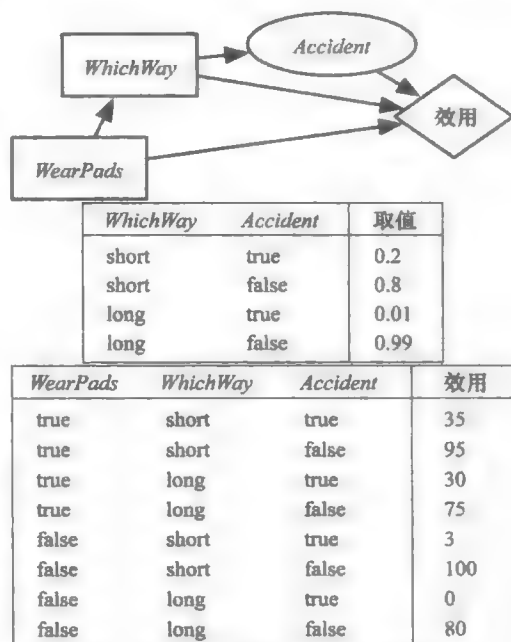 Accident
WhichWay
效用
WearPads
WhichWay Accident 取值
short true 0.2
short false 0.8
long true 0.01
long false 0.99
WearPads WhichWay Accident 效用
true short true 35
true short false 95
true long true 30
true long false 75
false short true 3
false short false 100
false long true 0
false long false 80